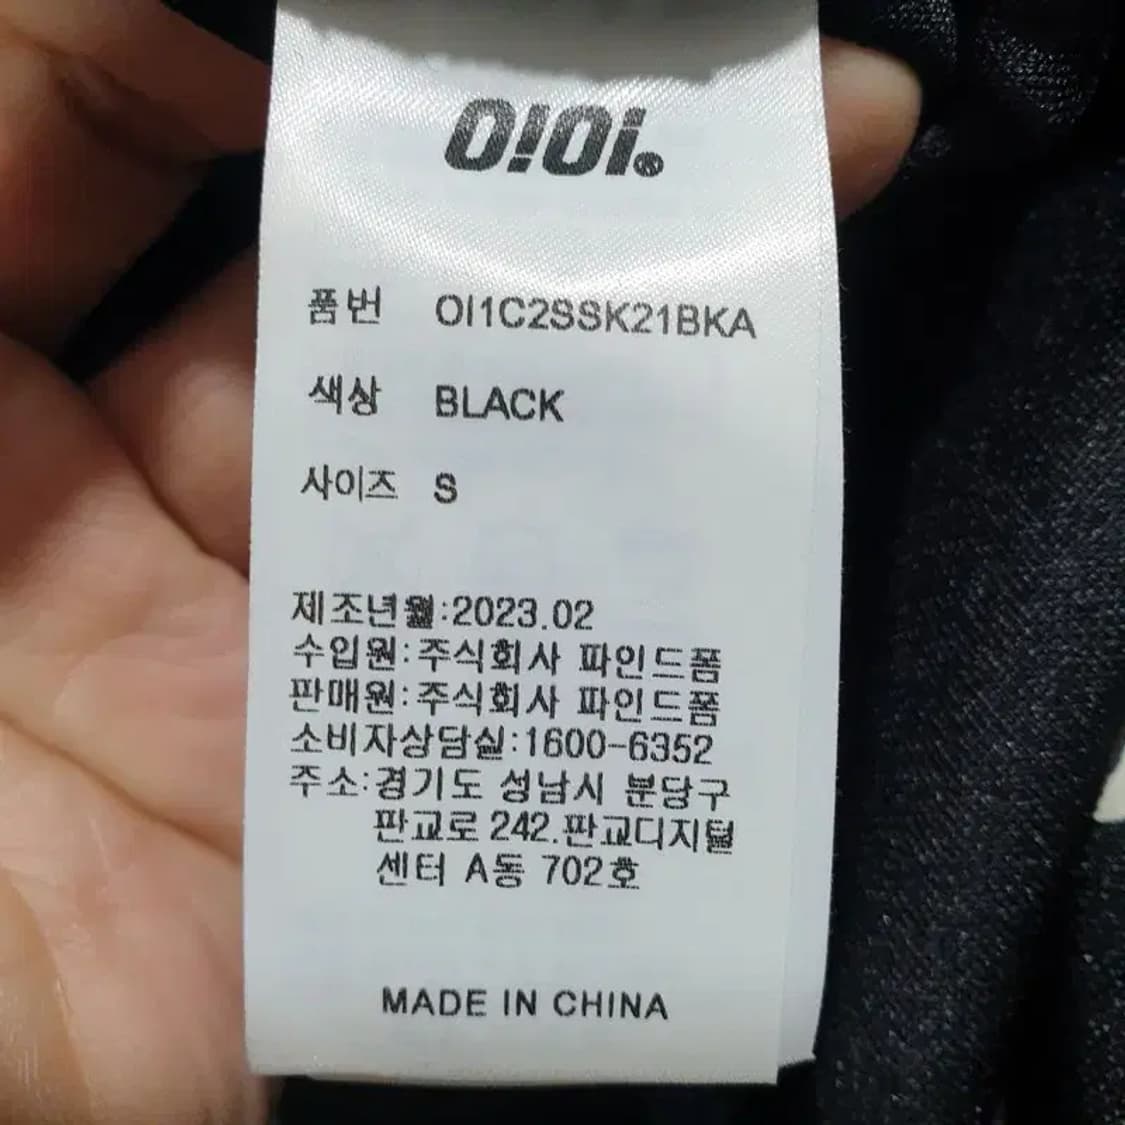 O!Oi.®
품번 OI1C2SSK21BKA
색상 BLACK
사이즈 S
제조년월:2023.02
수입원:주식회사 파인드폼
판매원:주식회사 파인드폼
소비자상담실:1600-6352
주소:경기도 성남시 분당구
판교로 242.판교디지털
센터 A동 702호
MADE IN CHINA